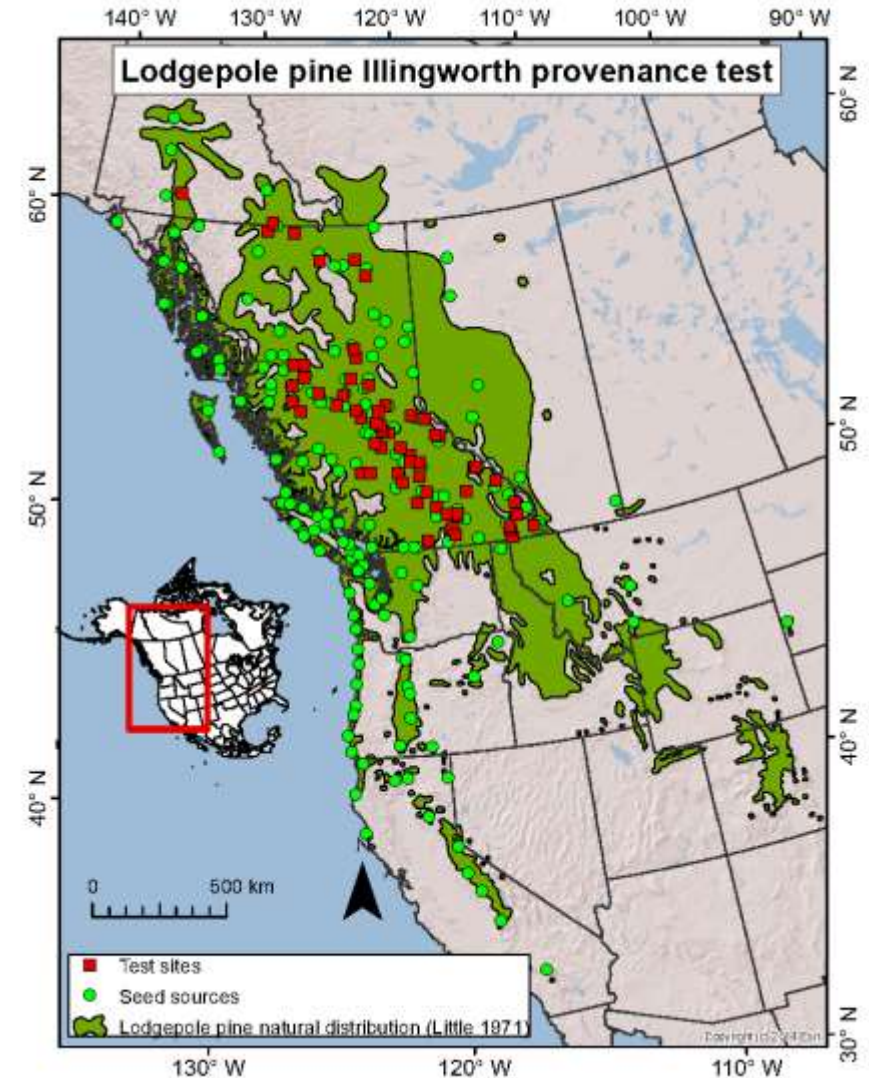 140° W 130° W 120° W 110° W 100° W 90° W
Lodgepole pine Illingworth provenance test
60° N
60° N
50° N
50° N
40° N
40° N
30° N
0 500 km
N
Test sites
Seed sources
Lodgepole pine natural distribution (Little 1971)
130° W 120° W 110° W